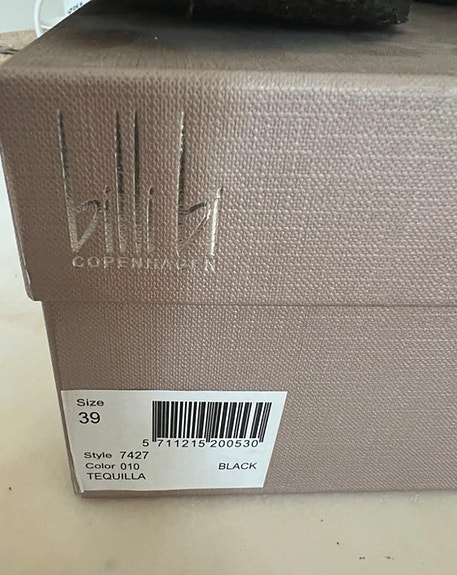 billi bi
COPENHAGEN
Size
39
5 711215 200530
Style 7427
Color 010 BLACK
TEQUILLA